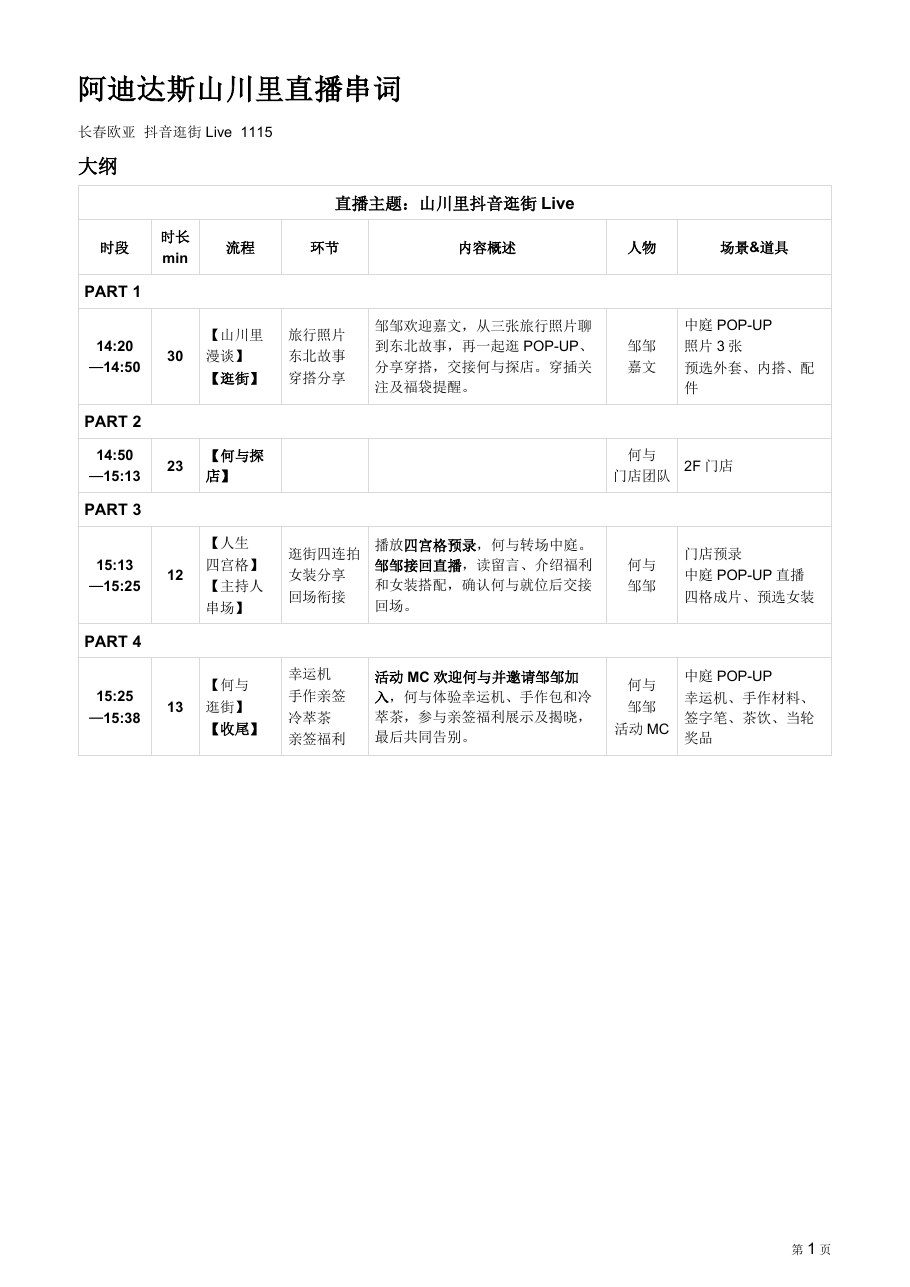 阿迪达斯山川里直播串词
长春欧亚 抖音逛街 Live 1115
大纲
直播主题：山川里抖音逛街 Live
时段
时长
min
流程
环节
内容概述
人物
场景&道具
PART 1
14:20
—14:50
30
【山川里
漫谈】
【逛街】
旅行照片
东北故事
穿搭分享
邹邹欢迎嘉文，从三张旅行照片聊
到东北故事，再一起逛 POP-UP、
分享穿搭，交接何与探店。穿插关
注及福袋提醒。
邹邹
嘉文
中庭 POP-UP
照片 3 张
预选外套、内搭、配
件
PART 2
14:50
—15:13
23
【何与探
店】
何与
门店团队
2F 门店
PART 3
15:13
—15:25
12
【人生
四宫格】
【主持人
串场】
逛街四连拍
女装分享
回场衔接
播放四宫格预录，何与转场中庭。
邹邹接回直播，读留言、介绍福利
和女装搭配，确认何与就位后交接
回场。
何与
邹邹
门店预录
中庭 POP-UP 直播
四格成片、预选女装
PART 4
15:25
—15:38
13
【何与
逛街】
【收尾】
幸运机
手作亲签
冷萃茶
亲签福利
活动 MC 欢迎何与并邀请邹邹加
入，何与体验幸运机、手作包和冷
萃茶，参与亲签福利展示及揭晓，
最后共同告别。
何与
邹邹
活动 MC
中庭 POP-UP
幸运机、手作材料、
签字笔、茶饮、当轮
奖品
第 1 页